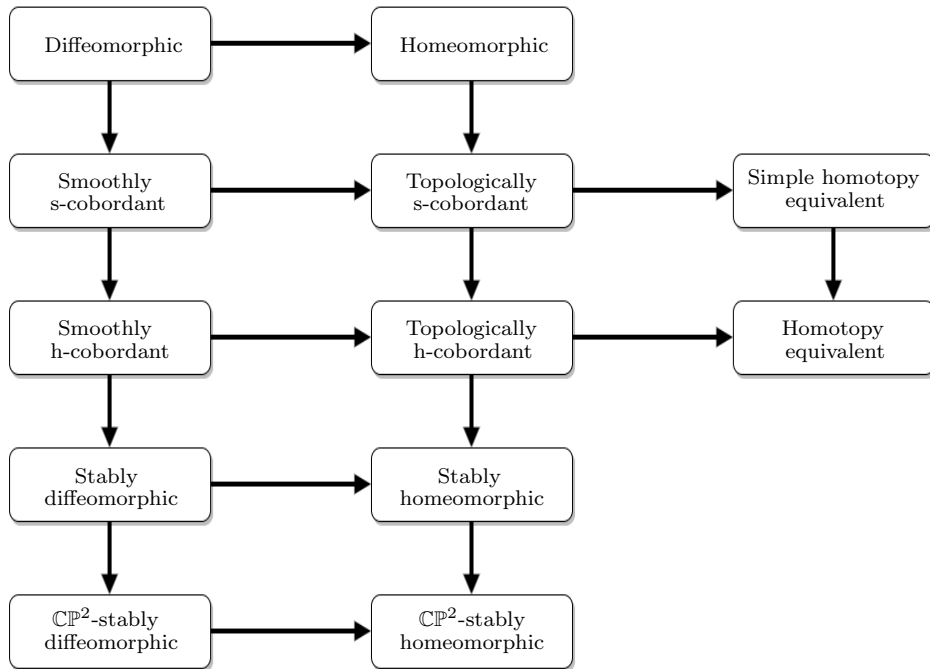 Diffeomorphic
Homeomorphic
Smoothly
s-cobordant
Topologically
s-cobordant
Simple homotopy
equivalent
Smoothly
h-cobordant
Topologically
h-cobordant
Homotopy
equivalent
Stably
diffeomorphic
Stably
homeomorphic
ℂℙ²-stably
diffeomorphic
ℂℙ²-stably
homeomorphic